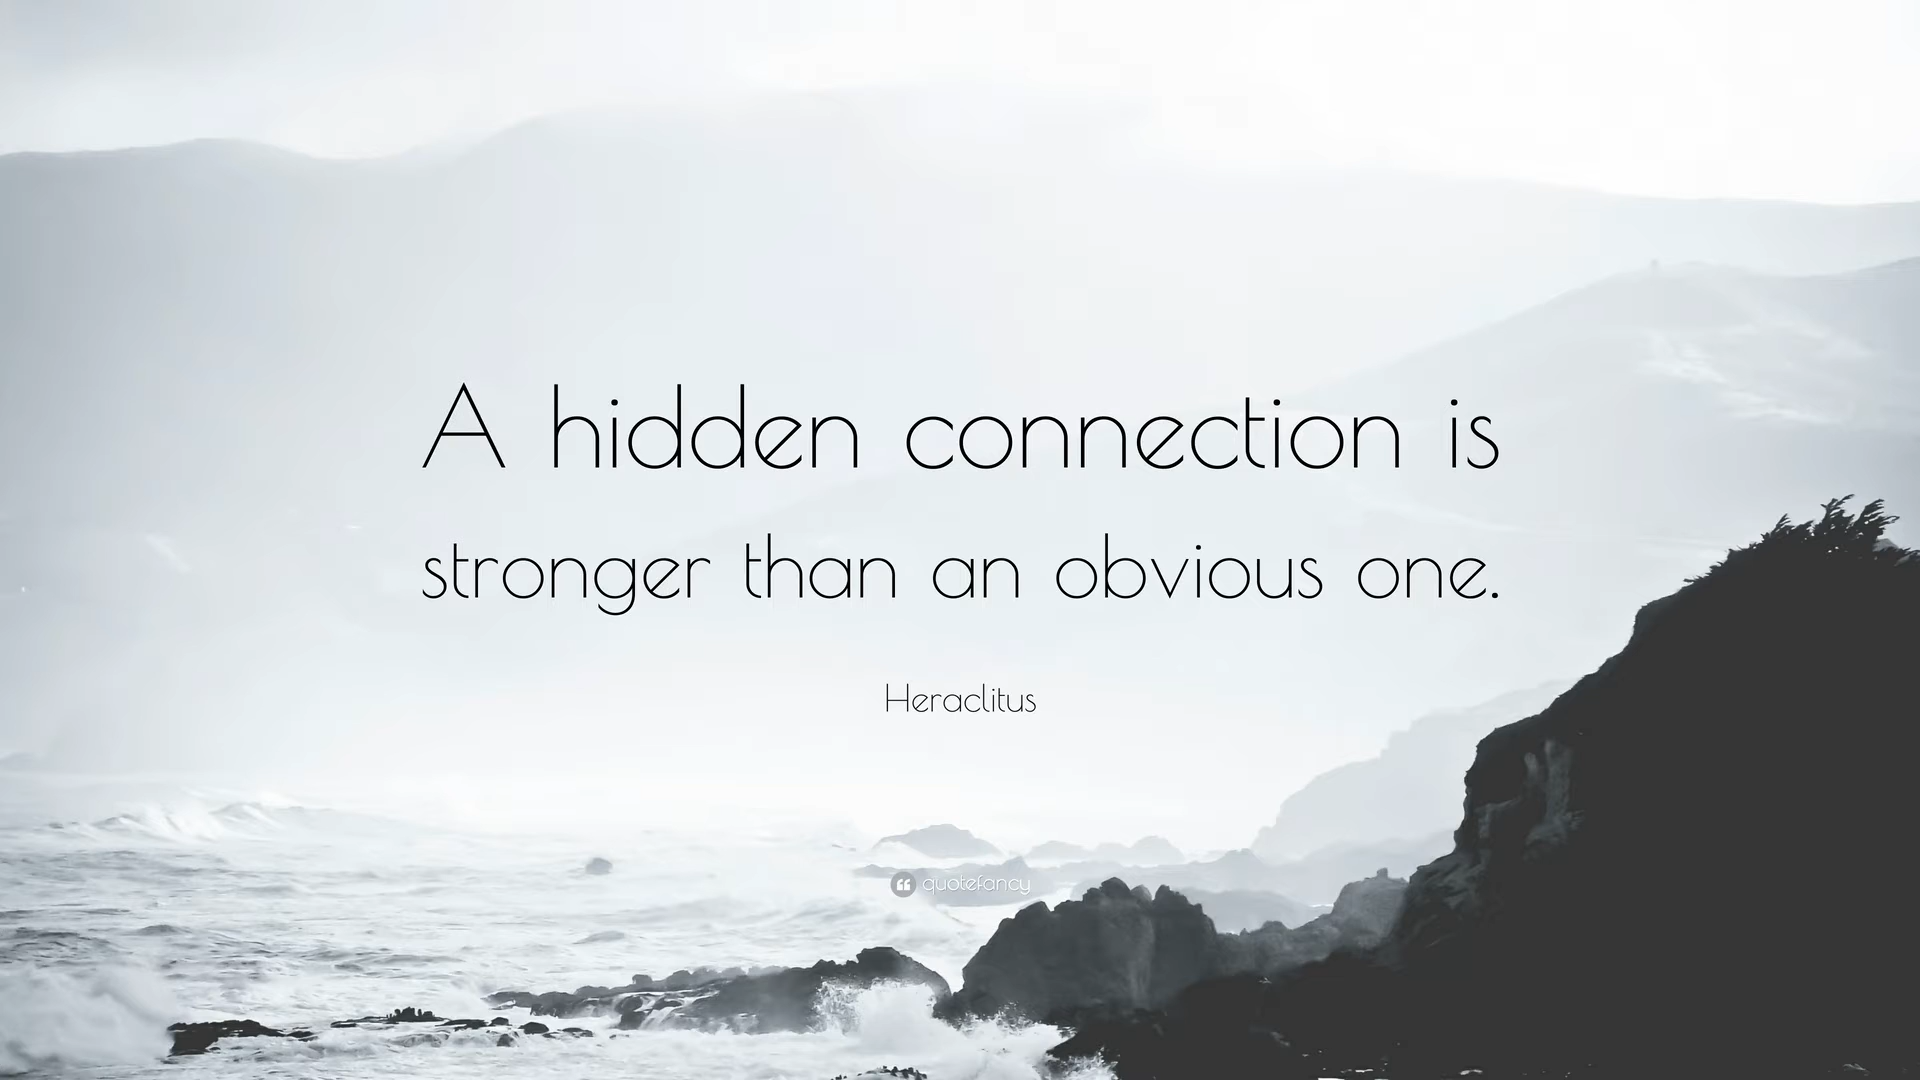 A hidden connection is
stronger than an obvious one.
Heraclitus
quotefancy